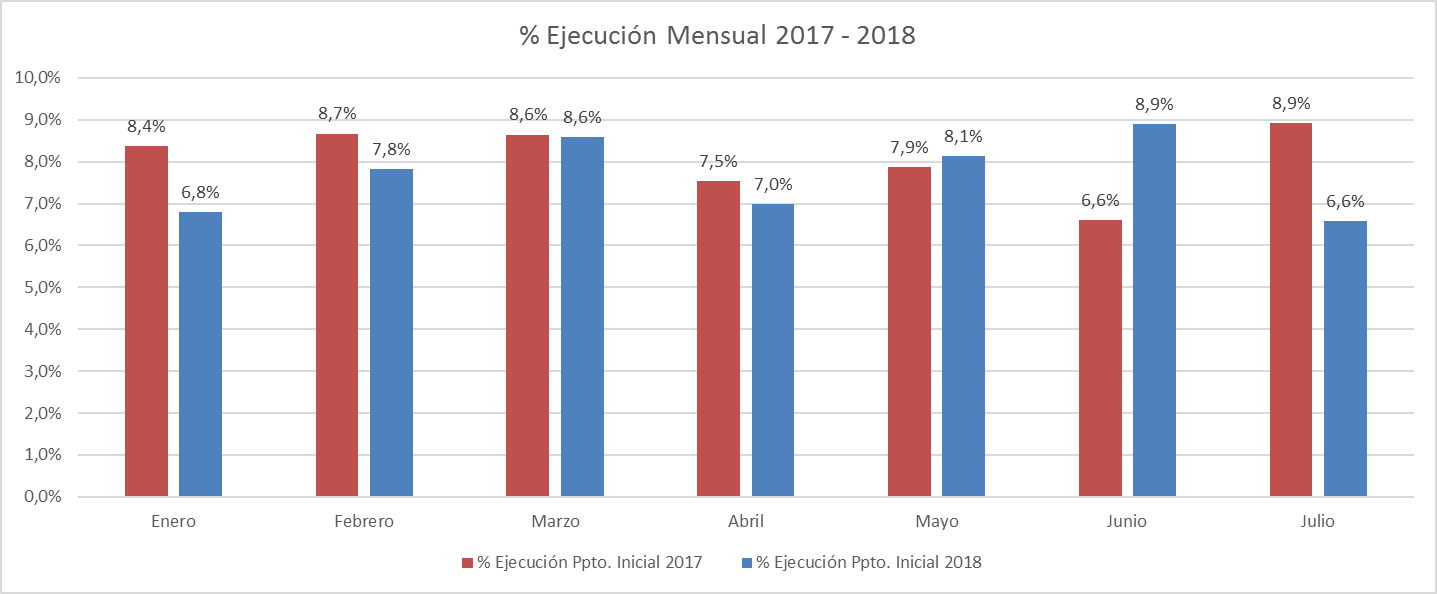 % Ejecución Mensual 2017 - 2018
10,0%
9,0%
8,0%
7,0%
6,0%
5,0%
4,0%
3,0%
2,0%
1,0%
0,0%
8,4%
6,8%
8,7%
7,8%
8,6%
8,6%
7,5%
7,0%
7,9%
8,1%
6,6%
8,9%
8,9%
6,6%
Enero
Febrero
Marzo
Abril
Mayo
Junio
Julio
% Ejecución Ppto. Inicial 2017
% Ejecución Ppto. Inicial 2018